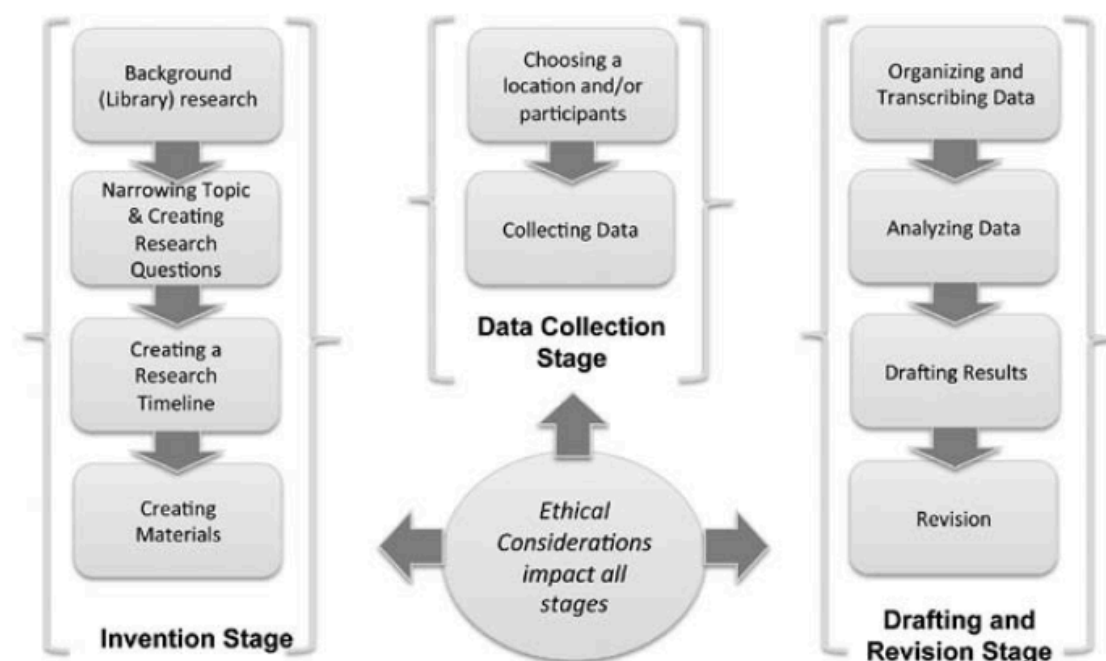 Background
(Library) research
Narrowing Topic
& Creating
Research
Questions
Creating a
Research
Timeline
Creating
Materials
Invention Stage
Choosing a
location and/or
participants
Collecting Data
Data Collection
Stage
Ethical
Considerations
impact all
stages
Organizing and
Transcribing Data
Analyzing Data
Drafting Results
Revision
Drafting and
Revision Stage